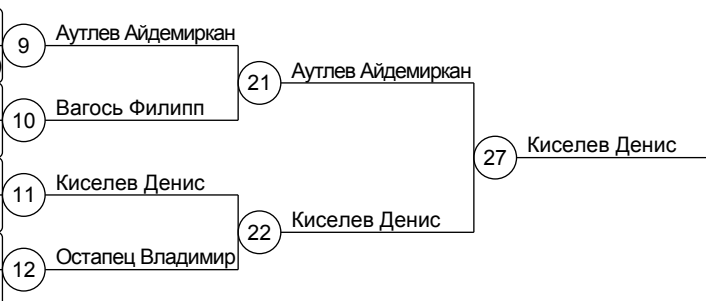 9
Аутлев Айдемиркан
21
Аутлев Айдемиркан
10
Вагось Филипп
27
Киселев Денис
11
Киселев Денис
22
Киселев Денис
12
Остапец Владимир